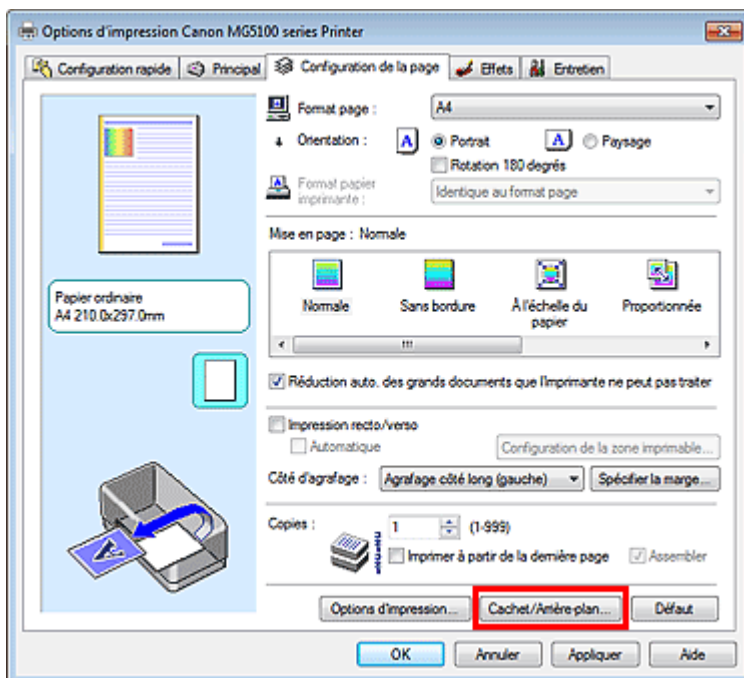 Options d'impression Canon MG5100 series Printer
Configuration rapide Principal Configuration de la page Effets Entretien
Format page : A4
Orientation : A Portrait A Paysage
Rotation 180 degrés
Format papier imprimante : Identique au format page
Mise en page : Normale
Normale Sans bordure À l'échelle du papier Proportionnée
Papier ordinaire
A4 210.0x297.0mm
Réduction auto. des grands documents que l'imprimante ne peut pas traiter
Impression recto/verso
Automatique Configuration de la zone imprimable...
Côté d'agrafage : Agrafage côté long (gauche) Spécifier la marge...
Copies : 1 (1-999)
Imprimer à partir de la dernière page Assembler
Options d'impression... Cachet/Arrière-plan... Défaut
OK Annuler Appliquer Aide